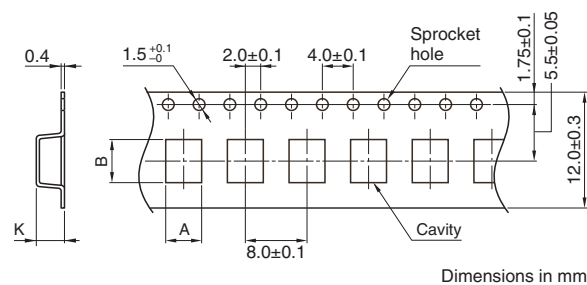 0.4
1.5 +0.1 −0
2.0±0.1
4.0±0.1
Sprocket
hole
1.75±0.1
5.5±0.05
12.0±0.3
B
K
A
8.0±0.1
Cavity
Dimensions in mm